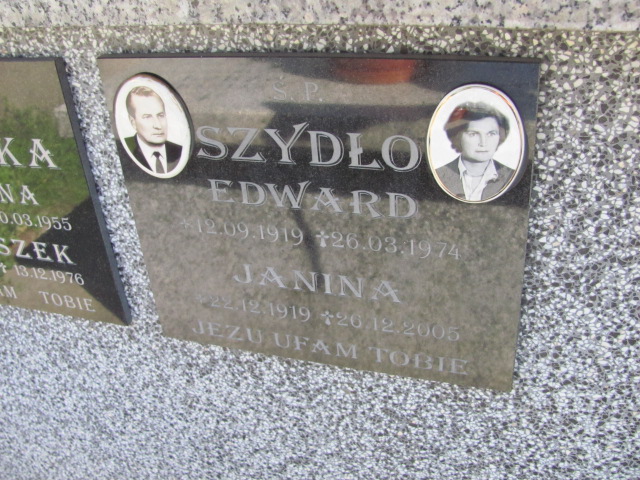 Ś.P.
SZYDŁO
EDWARD
*12.09.1919 ✝26.03.1974
JANINA
*22.12.1919 ✝26.12.2005
JEZU UFAM TOBIE
KA
NA
0.03.1955
SZEK
✝ 13.12.1976
AM TOBIE